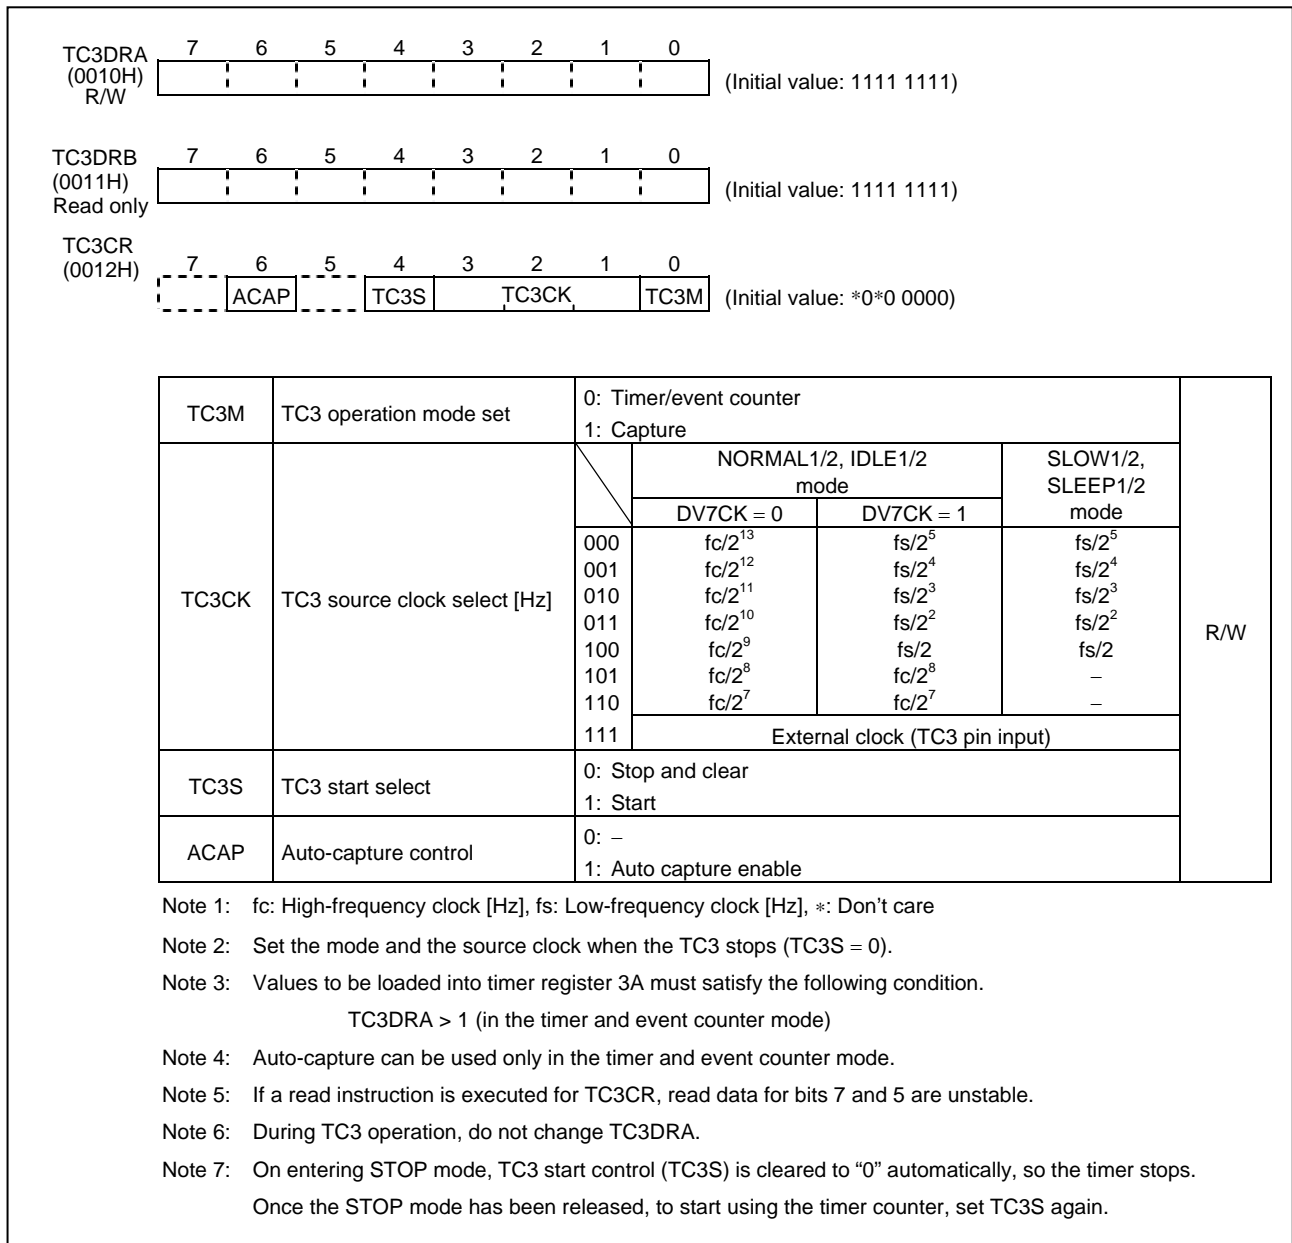 TC3DRA
(0010H)
R/W
7 6 5 4 3 2 1 0
(Initial value: 1111 1111)
TC3DRB
(0011H)
Read only
7 6 5 4 3 2 1 0
(Initial value: 1111 1111)
TC3CR
(0012H)
7 6 5 4 3 2 1 0
ACAP TC3S TC3CK TC3M (Initial value: *0*0 0000)
TC3M TC3 operation mode set 0: Timer/event counter
1: Capture
R/W
TC3CK TC3 source clock select [Hz]
NORMAL1/2, IDLE1/2 mode
SLOW1/2, SLEEP1/2 mode
DV7CK = 0 DV7CK = 1
000 fc/2^13 fs/2^5 fs/2^5
001 fc/2^12 fs/2^4 fs/2^4
010 fc/2^11 fs/2^3 fs/2^3
011 fc/2^10 fs/2^2 fs/2^2
100 fc/2^9 fs/2 fs/2
101 fc/2^8 fc/2^8 –
110 fc/2^7 fc/2^7 –
111 External clock (TC3 pin input)
TC3S TC3 start select 0: Stop and clear
1: Start
ACAP Auto-capture control 0: –
1: Auto capture enable
Note 1: fc: High-frequency clock [Hz], fs: Low-frequency clock [Hz], *: Don't care
Note 2: Set the mode and the source clock when the TC3 stops (TC3S = 0).
Note 3: Values to be loaded into timer register 3A must satisfy the following condition.
TC3DRA > 1 (in the timer and event counter mode)
Note 4: Auto-capture can be used only in the timer and event counter mode.
Note 5: If a read instruction is executed for TC3CR, read data for bits 7 and 5 are unstable.
Note 6: During TC3 operation, do not change TC3DRA.
Note 7: On entering STOP mode, TC3 start control (TC3S) is cleared to “0” automatically, so the timer stops.
Once the STOP mode has been released, to start using the timer counter, set TC3S again.